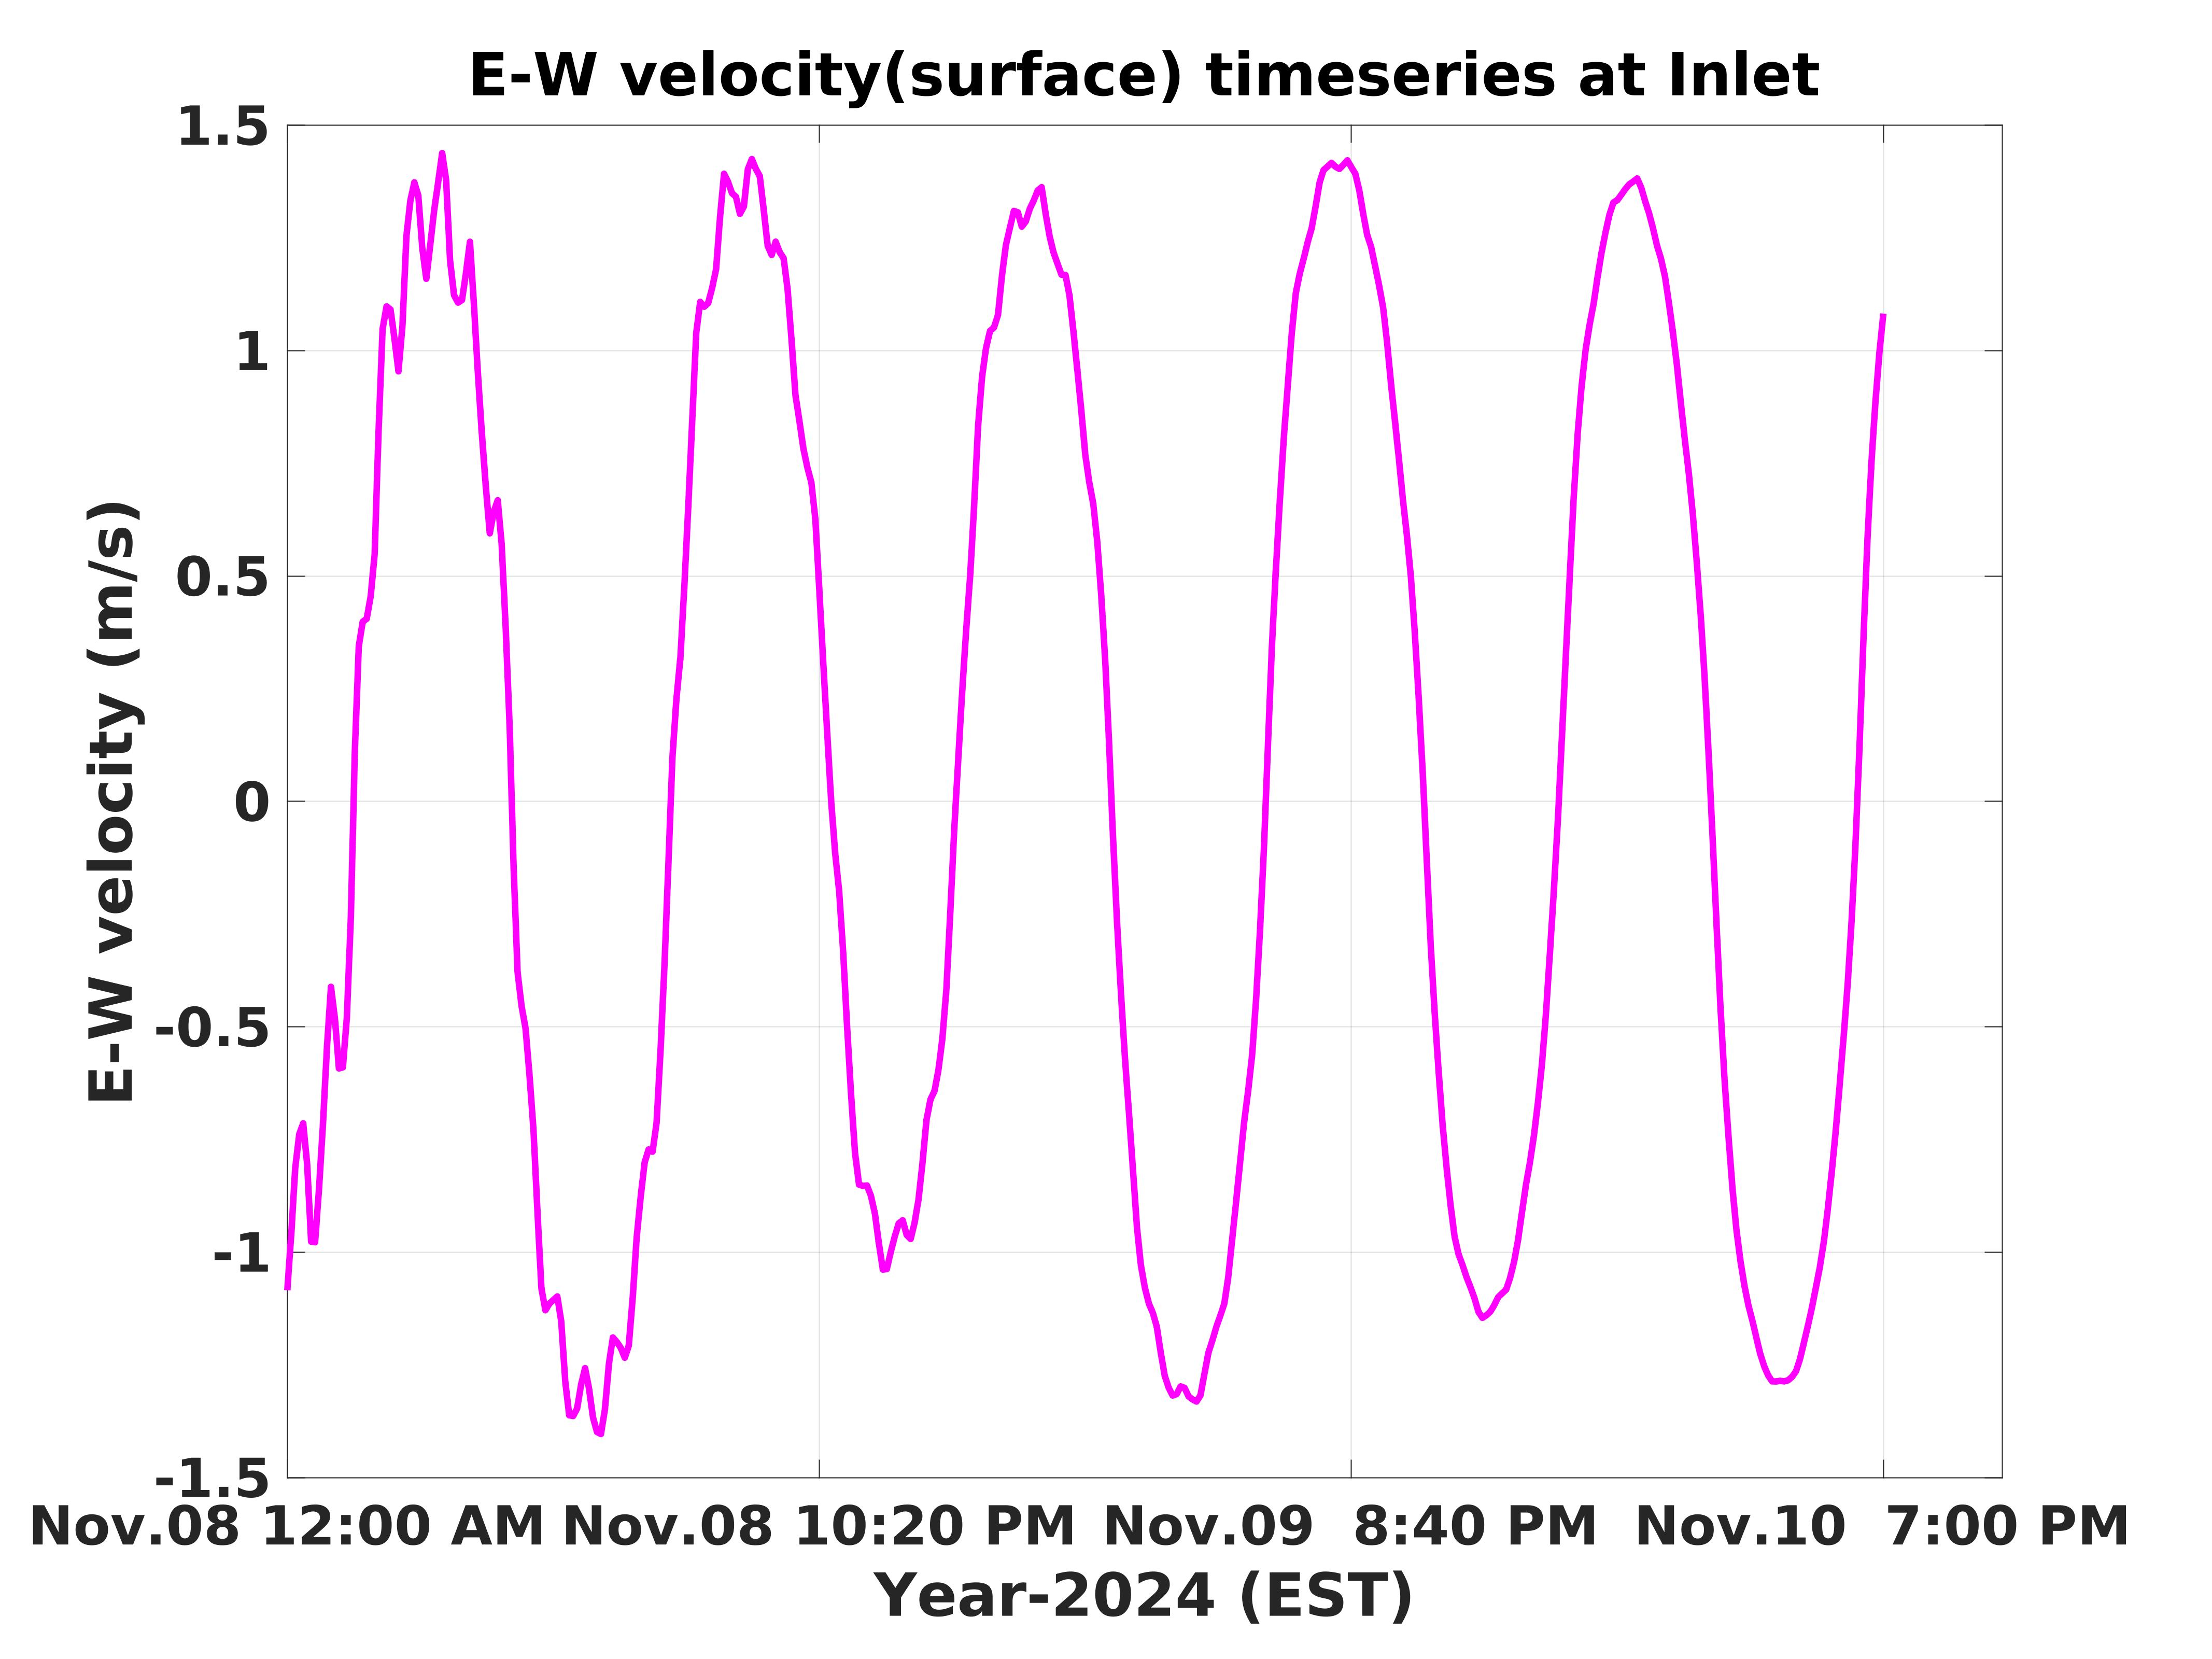 E-W velocity(surface) timeseries at Inlet
E-W velocity (m/s)
1.5
1
0.5
0
-0.5
-1
-1.5
Nov.08 12:00 AM Nov.08 10:20 PM Nov.09 8:40 PM Nov.10 7:00 PM
Year-2024 (EST)